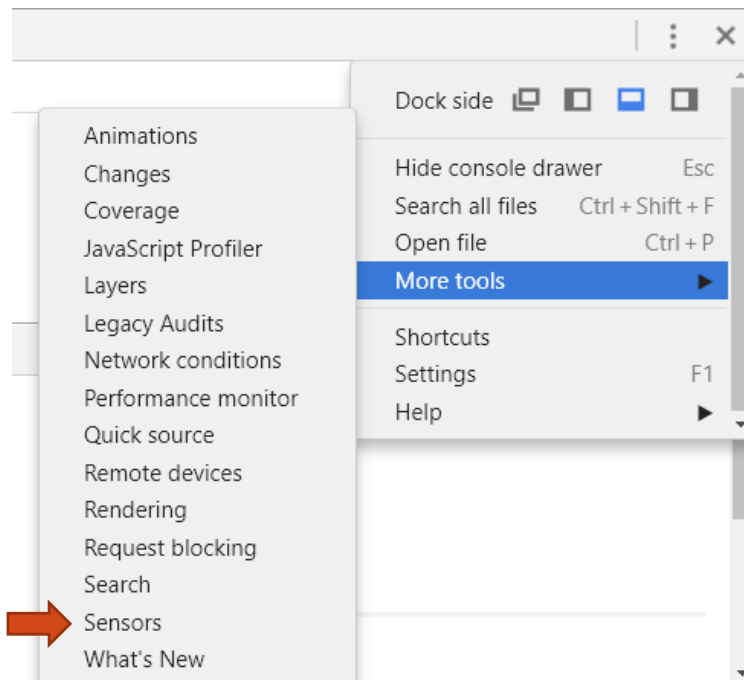 Dock side
Hide console drawer Esc
Search all files Ctrl + Shift + F
Open file Ctrl + P
More tools
Shortcuts
Settings F1
Help
Animations
Changes
Coverage
JavaScript Profiler
Layers
Legacy Audits
Network conditions
Performance monitor
Quick source
Remote devices
Rendering
Request blocking
Search
Sensors
What's New